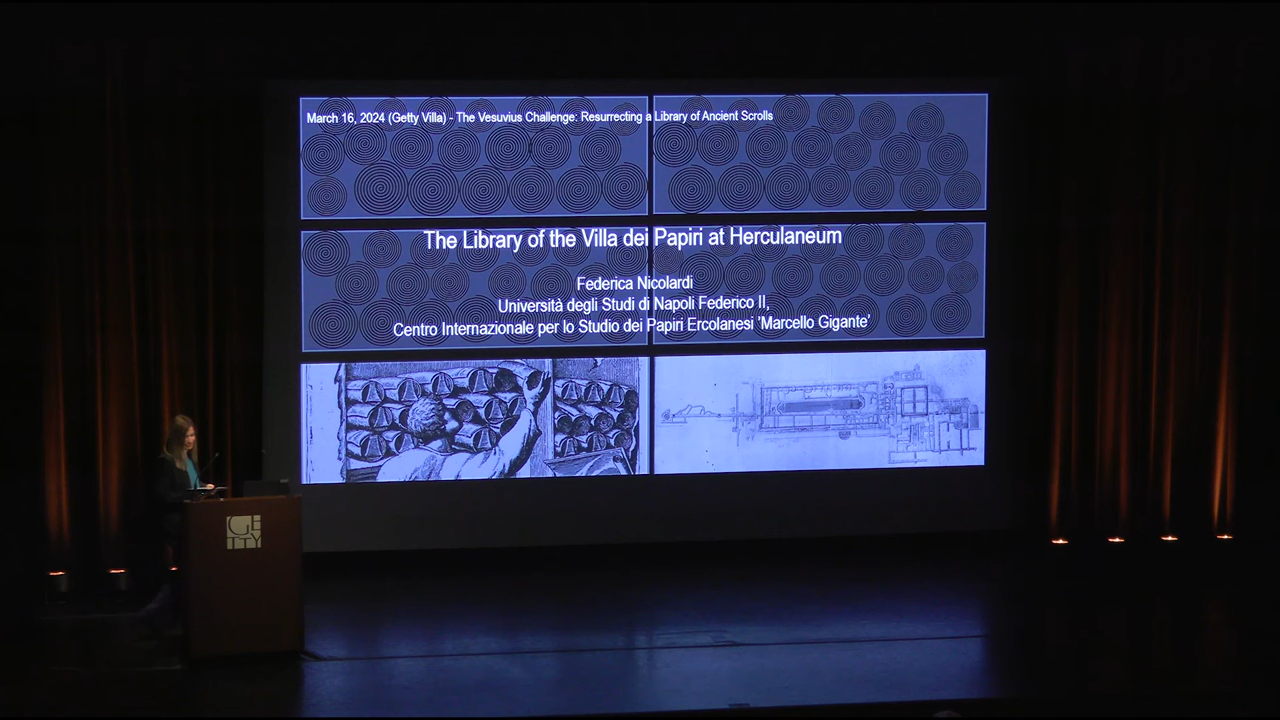 March 16, 2024 (Getty Villa) - The Vesuvius Challenge: Resurrecting a Library of Ancient Scrolls
The Library of the Villa dei Papiri at Herculaneum
Federica Nicolardi
Università degli Studi di Napoli Federico II,
Centro Internazionale per lo Studio dei Papiri Ercolanesi 'Marcello Gigante'
GE
TTY